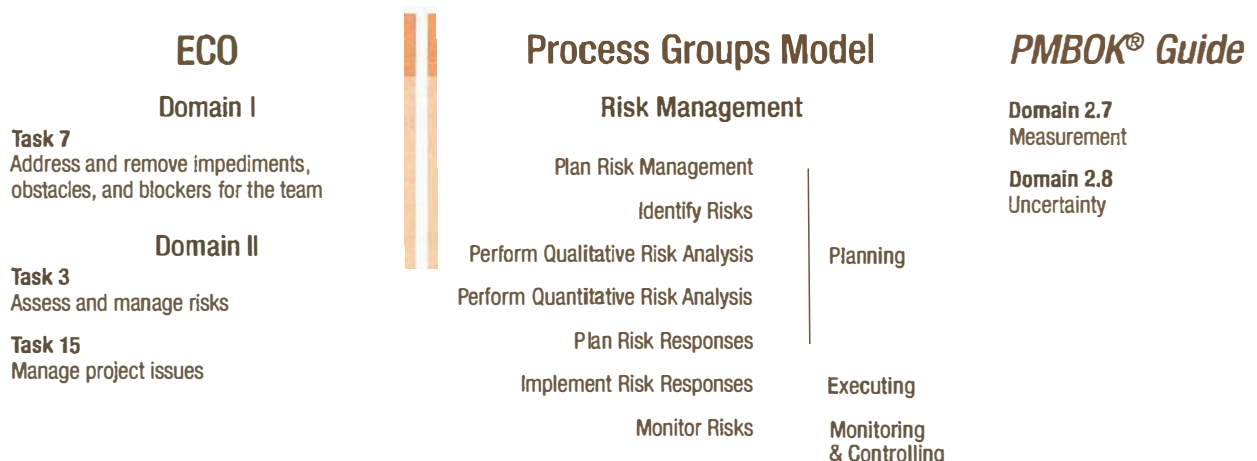 ECO
Domain I
Task 7
Address and remove impediments,
obstacles, and blockers for the team
Domain II
Task 3
Assess and manage risks
Task 15
Manage project issues
Process Groups Model
Risk Management
Plan Risk Management
Identify Risks
Perform Qualitative Risk Analysis
Perform Quantitative Risk Analysis
Plan Risk Responses
Planning
Implement Risk Responses
Executing
Monitor Risks
Monitoring
& Controlling
PMBOK® Guide
Domain 2.7
Measurement
Domain 2.8
Uncertainty